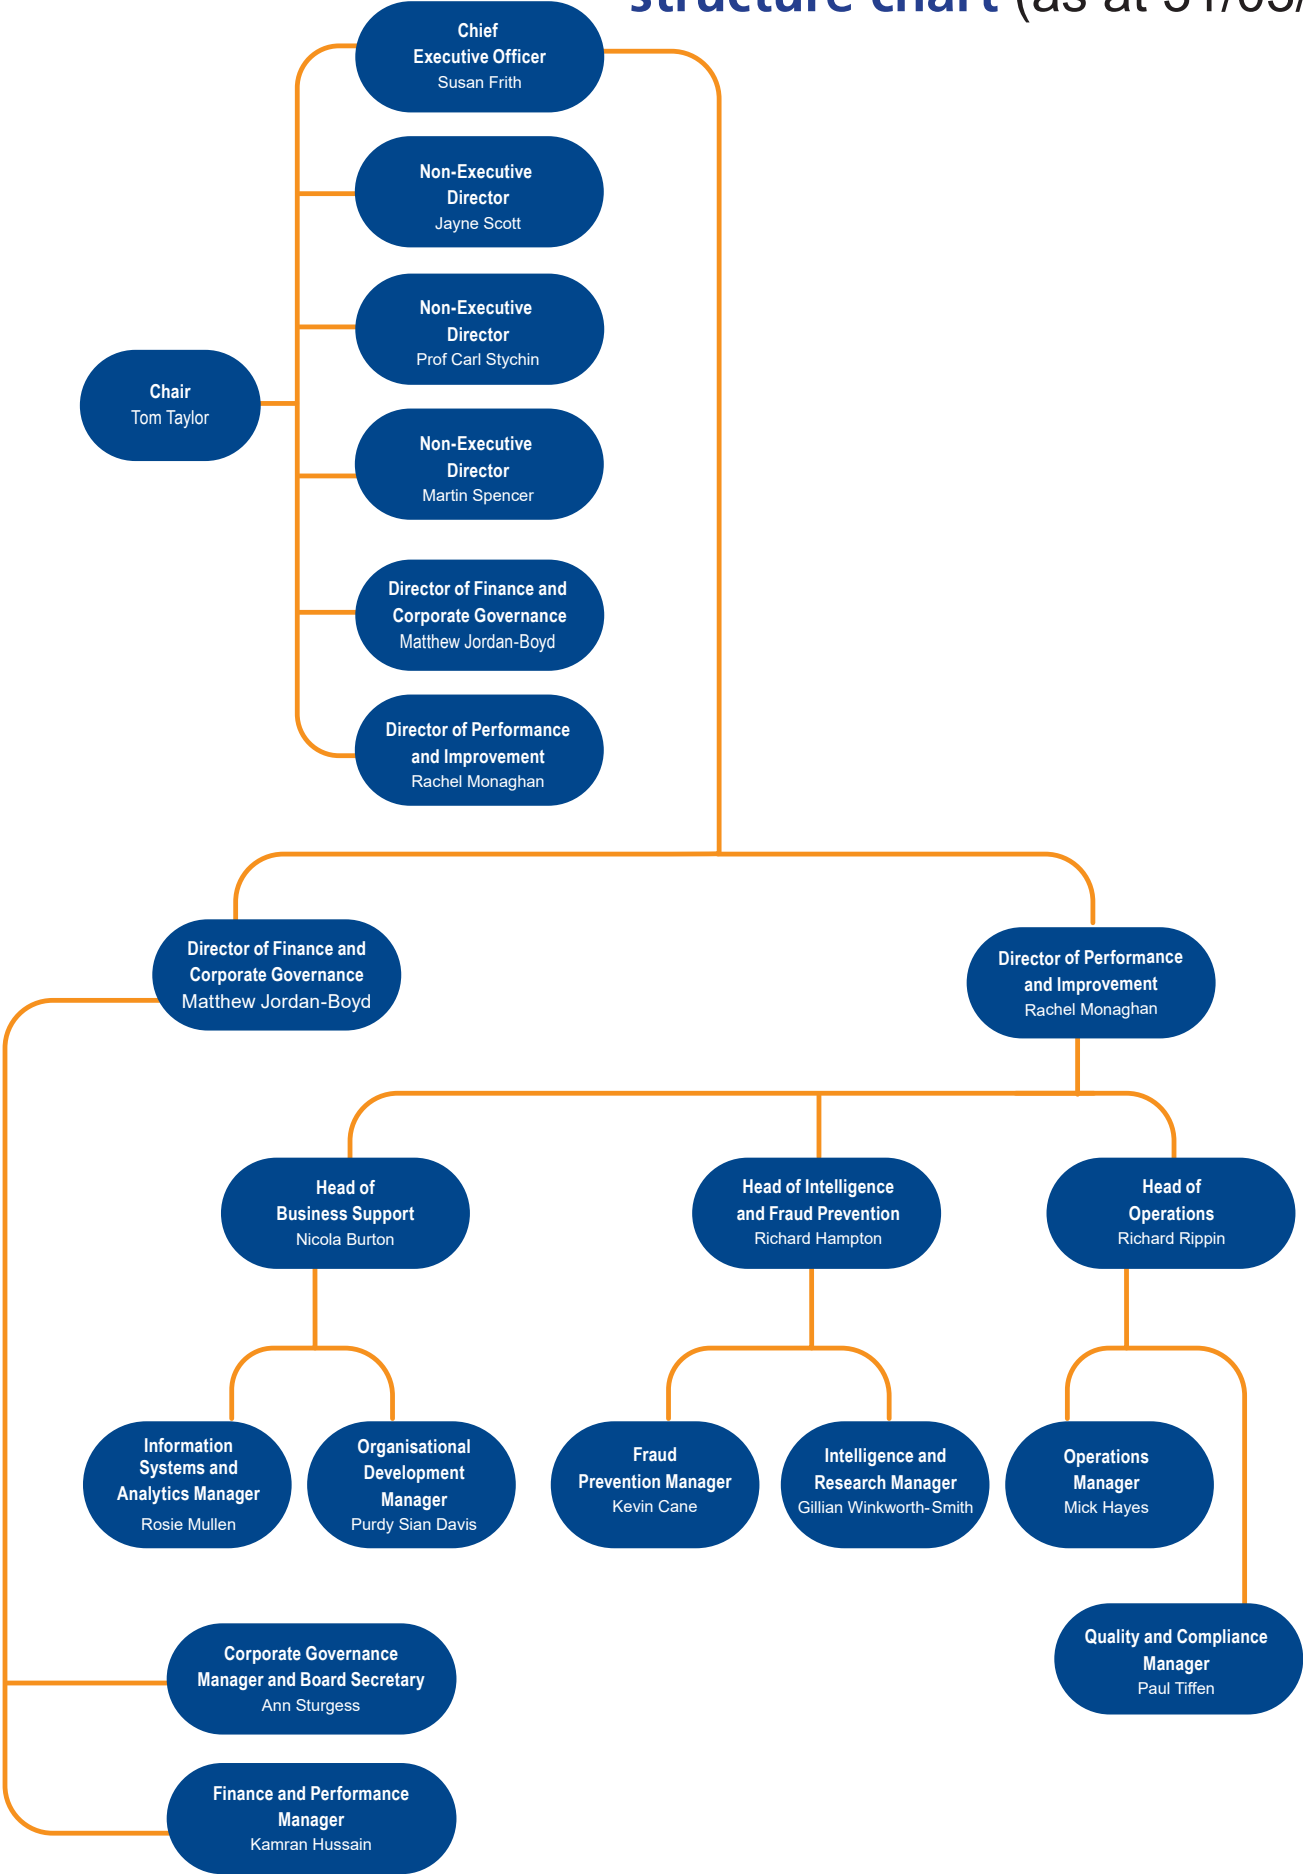 structure chart (as at 31/03/
Chief
Executive Officer
Susan Frith
Non-Executive
Director
Jayne Scott
Non-Executive
Director
Prof Carl Stychin
Chair
Tom Taylor
Non-Executive
Director
Martin Spencer
Director of Finance and
Corporate Governance
Matthew Jordan-Boyd
Director of Performance
and Improvement
Rachel Monaghan
Director of Finance and
Corporate Governance
Matthew Jordan-Boyd
Director of Performance
and Improvement
Rachel Monaghan
Head of
Business Support
Nicola Burton
Head of Intelligence
and Fraud Prevention
Richard Hampton
Head of
Operations
Richard Rippin
Information
Systems and
Analytics Manager
Rosie Mullen
Organisational
Development
Manager
Purdy Sian Davis
Fraud
Prevention Manager
Kevin Cane
Intelligence and
Research Manager
Gillian Winkworth-Smith
Operations
Manager
Mick Hayes
Corporate Governance
Manager and Board Secretary
Ann Sturgess
Quality and Compliance
Manager
Paul Tiffen
Finance and Performance
Manager
Kamran Hussain